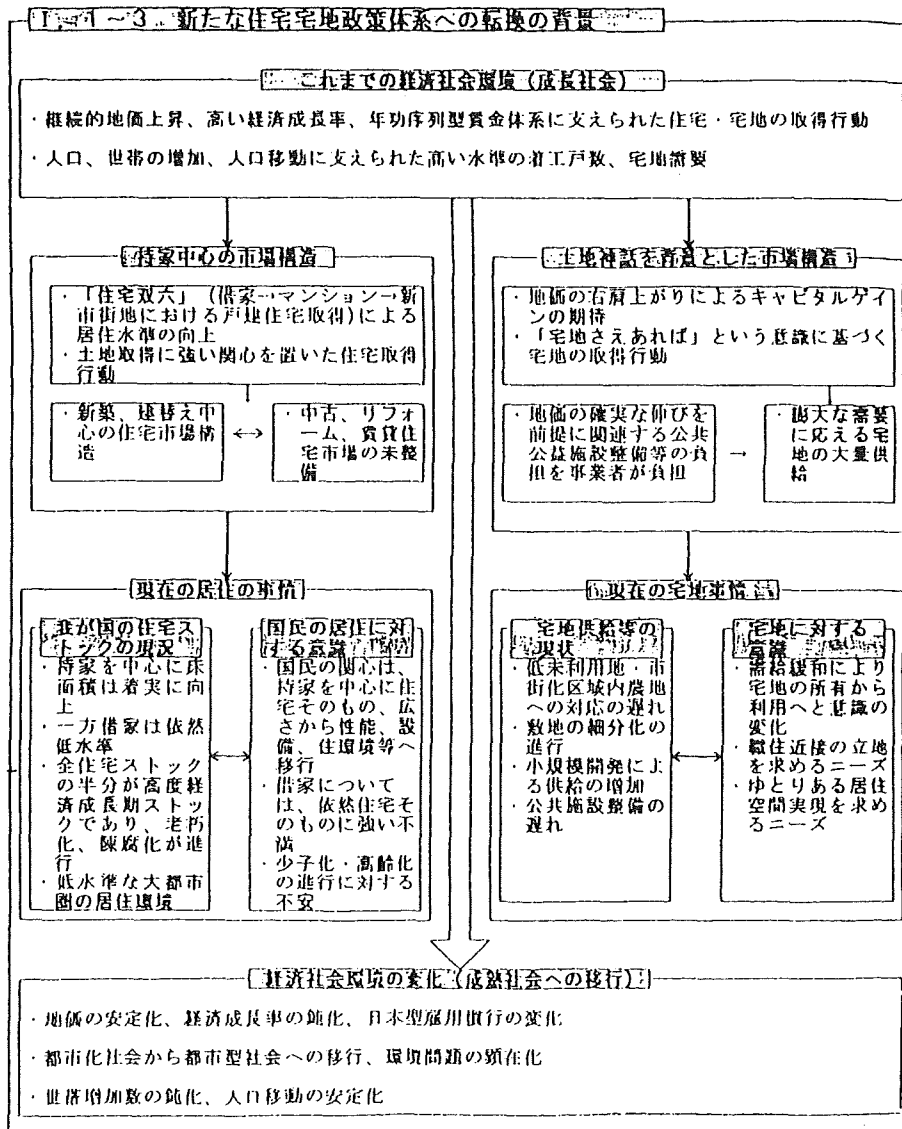 I－1～3．新たな住宅宅地政策体系への転換の背景
これまでの経済社会環境（成長社会）
・継続的地価上昇、高い経済成長率、年功序列型賃金体系に支えられた住宅・宅地の取得行動
・人口、世帯の増加、人口移動に支えられた高い水準の着工戸数、宅地需要
持家中心の市場構造
・「住宅双六」（借家→マンション→新
市街地における戸建住宅取得）による
居住水準の向上
・土地取得に強い関心を置いた住宅取得
行動
・新築、建替え中
心の住宅市場構
造
・中古、リフォ
ーム、賃貸住
宅市場の未整
備
土地神話を背景とした市場構造
・地価の右肩上がりによるキャピタルゲイ
ンの期待
・「宅地さえあれば」という意識に基づく
宅地の取得行動
・地価の確実な伸びを
前提に関連する公共
公益施設整備等の負
担を事業者が負担
・膨大な需要
に応える宅
地の大量供
給
現在の居住の事情
我が国の住宅ス
トックの現況
・持家を中心に床
面積は着実に向
上
・一方借家は依然
低水準
・全住宅ストック
の半分が高度経
済成長期ストッ
クであり、老朽
化、陳腐化が進
行
・低水準な大都市
圏の居住環境
国民の居住に対
する意識
・国民の関心は、
持家を中心に住
宅そのもの、広
さから性能、設
備、住環境等へ
移行
・借家について
は、依然住宅そ
のものに強い不
満
・少子化・高齢化
の進行に対する
不安
現在の宅地事情
宅地供給等の
現状
・低未利用地・市
街化区域内農地
への対応の遅れ
・敷地の細分化の
進行
・小規模開発によ
る供給の増加
・公共施設整備の
遅れ
宅地に対する
意識
・需給緩和により
宅地の所有から
利用へと意識の
変化
・職住近接の立地
を求めるニーズ
・ゆとりある居住
空間実現を求め
るニーズ
経済社会環境の変化（成熟社会への移行）
・地価の安定化、経済成長率の鈍化、日本型雇用慣行の変化
・都市化社会から都市型社会への移行、環境問題の顕在化
・世帯増加数の鈍化、人口移動の安定化